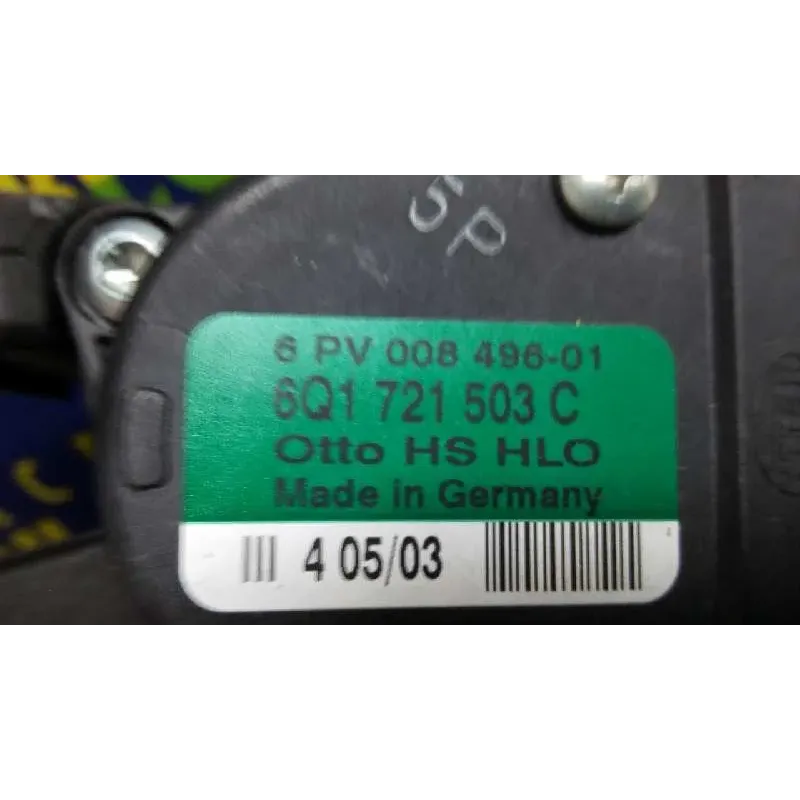 5P
6 PV 008 496-01
6Q1 721 503 C
Otto HS HLO
Made in Germany
4 05/03